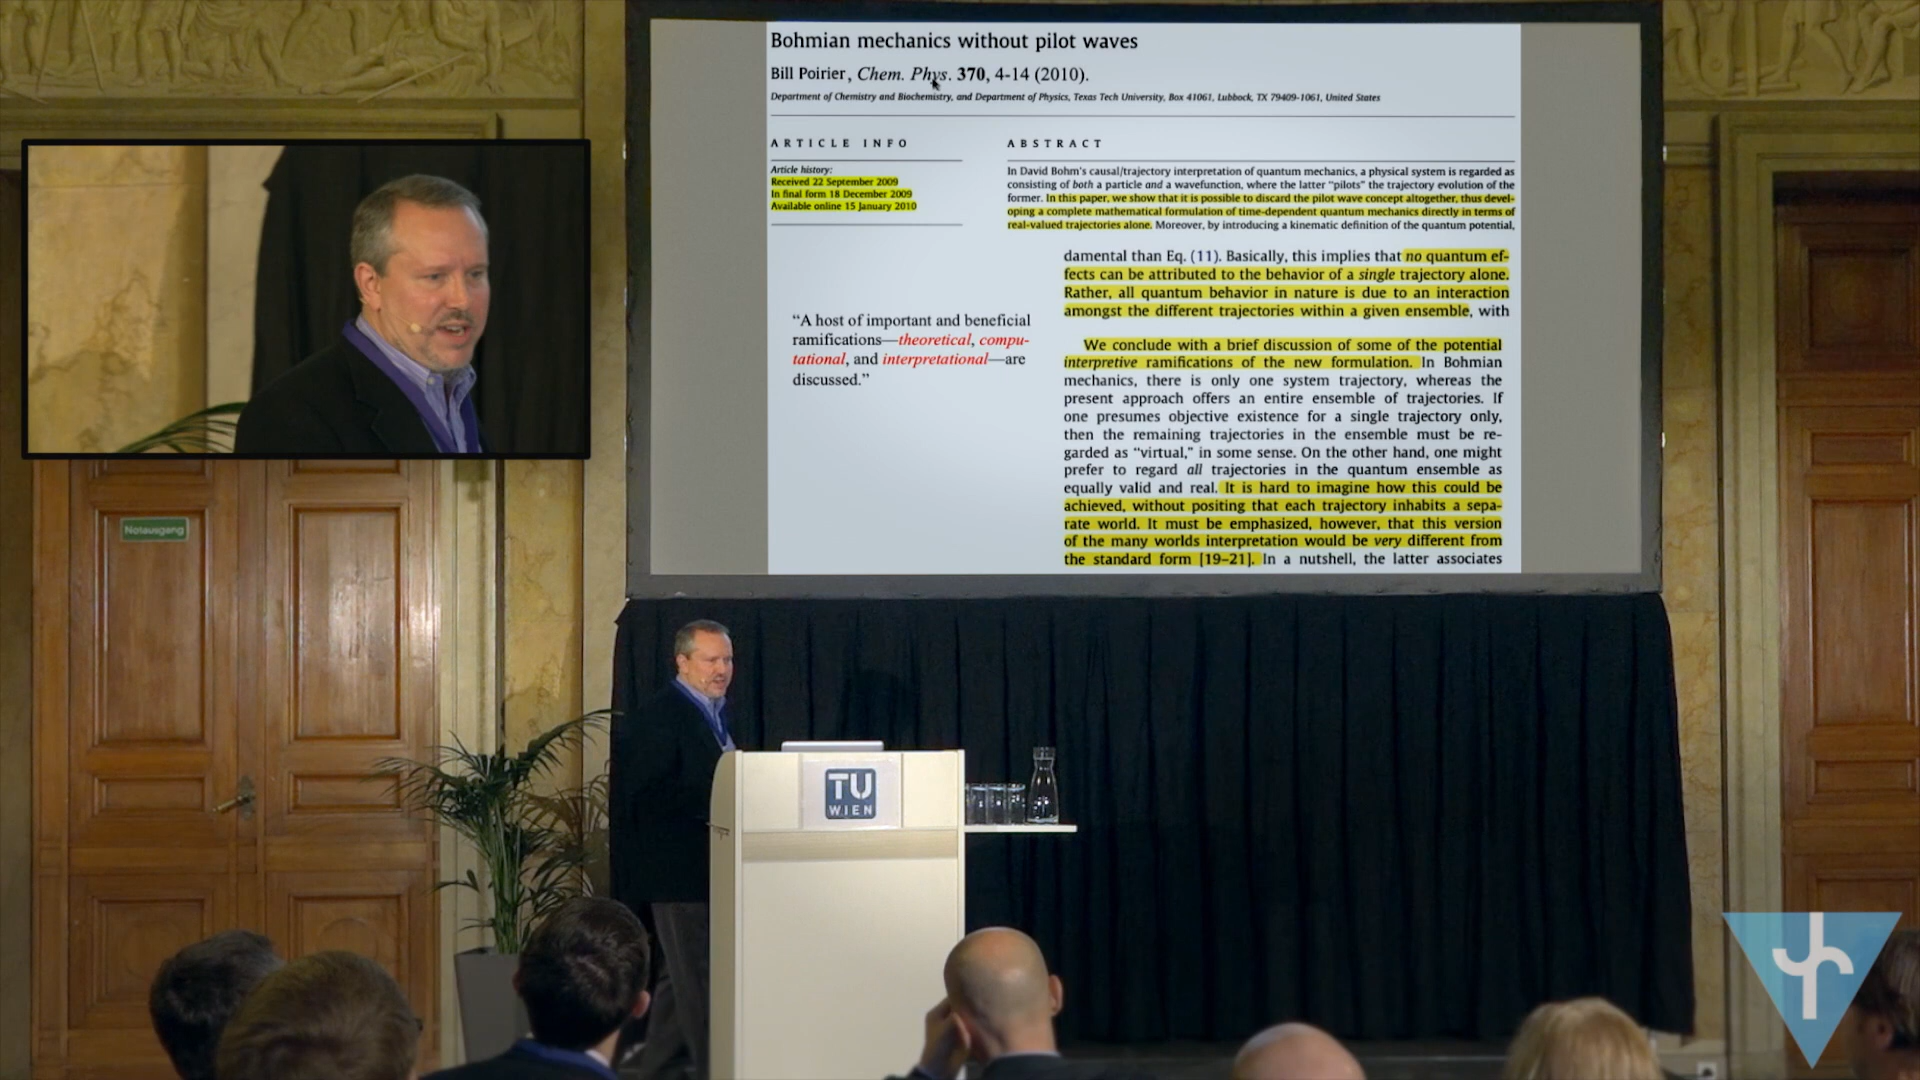 Bohmian mechanics without pilot waves
Bill Poirier, Chem. Phys. 370, 4-14 (2010).
Department of Chemistry and Biochemistry, and Department of Physics, Texas Tech University, Box 41061, Lubbock, TX 79409-1061, United States
ARTICLE INFO
Article history:
Received 22 September 2009
In final form 18 December 2009
Available online 15 January 2010
ABSTRACT
In David Bohm's causal/trajectory interpretation of quantum mechanics, a physical system is regarded as
consisting of both a particle and a wavefunction, where the latter "pilots" the trajectory evolution of the
former. In this paper, we show that it is possible to discard the pilot wave concept altogether, thus devel-
oping a complete mathematical formulation of time-dependent quantum mechanics directly in terms of
real-valued trajectories alone. Moreover, by introducing a kinematic definition of the quantum potential,
“A host of important and beneficial
ramifications—theoretical, compu-
tational, and interpretational—are
discussed.”
damental than Eq. (11). Basically, this implies that no quantum ef-
fects can be attributed to the behavior of a single trajectory alone.
Rather, all quantum behavior in nature is due to an interaction
amongst the different trajectories within a given ensemble, with
We conclude with a brief discussion of some of the potential
interpretive ramifications of the new formulation. In Bohmian
mechanics, there is only one system trajectory, whereas the
present approach offers an entire ensemble of trajectories. If
one presumes objective existence for a single trajectory only,
then the remaining trajectories in the ensemble must be re-
garded as "virtual," in some sense. On the other hand, one might
prefer to regard all trajectories in the quantum ensemble as
equally valid and real. It is hard to imagine how this could be
achieved, without positing that each trajectory inhabits a sepa-
rate world. It must be emphasized, however, that this version
of the many worlds interpretation would be very different from
the standard form [19–21]. In a nutshell, the latter associates
Notausgang
TU
WIEN